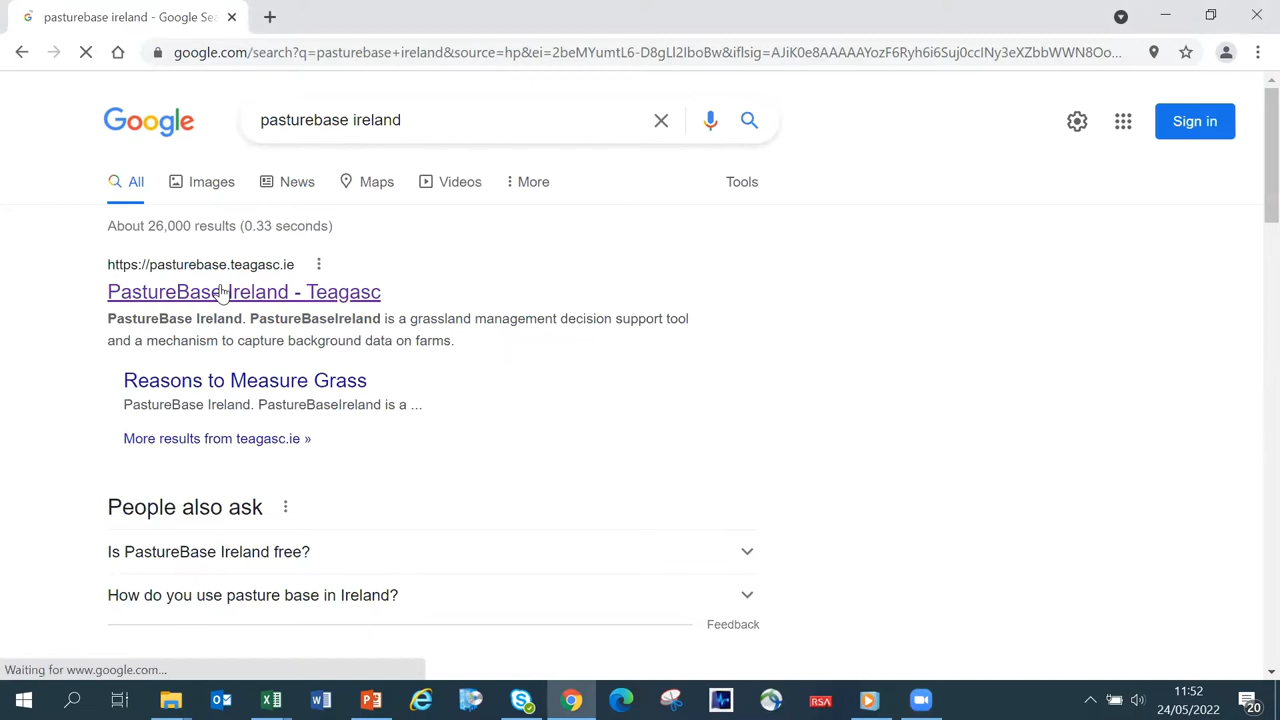 pasturebase ireland - Google Sea
google.com/search?q=pasturebase+ireland&source=hp&ei=2beMYumtL6-D8gLl2IboBw&iflsig=AJiK0e8AAAAAYozF6Ryh6i6Suj0ccINy3eXZbbWWN8Oo...
Google
pasturebase ireland
Sign in
All Images News Maps Videos More Tools
About 26,000 results (0.33 seconds)
https://pasturebase.teagasc.ie
PastureBase Ireland - Teagasc
PastureBase Ireland. PastureBaseIreland is a grassland management decision support tool
and a mechanism to capture background data on farms.
Reasons to Measure Grass
PastureBase Ireland. PastureBaseIreland is a ...
More results from teagasc.ie »
People also ask
Is PastureBase Ireland free?
How do you use pasture base in Ireland?
Feedback
Waiting for www.google.com...
RSA
11:52
24/05/2022
20